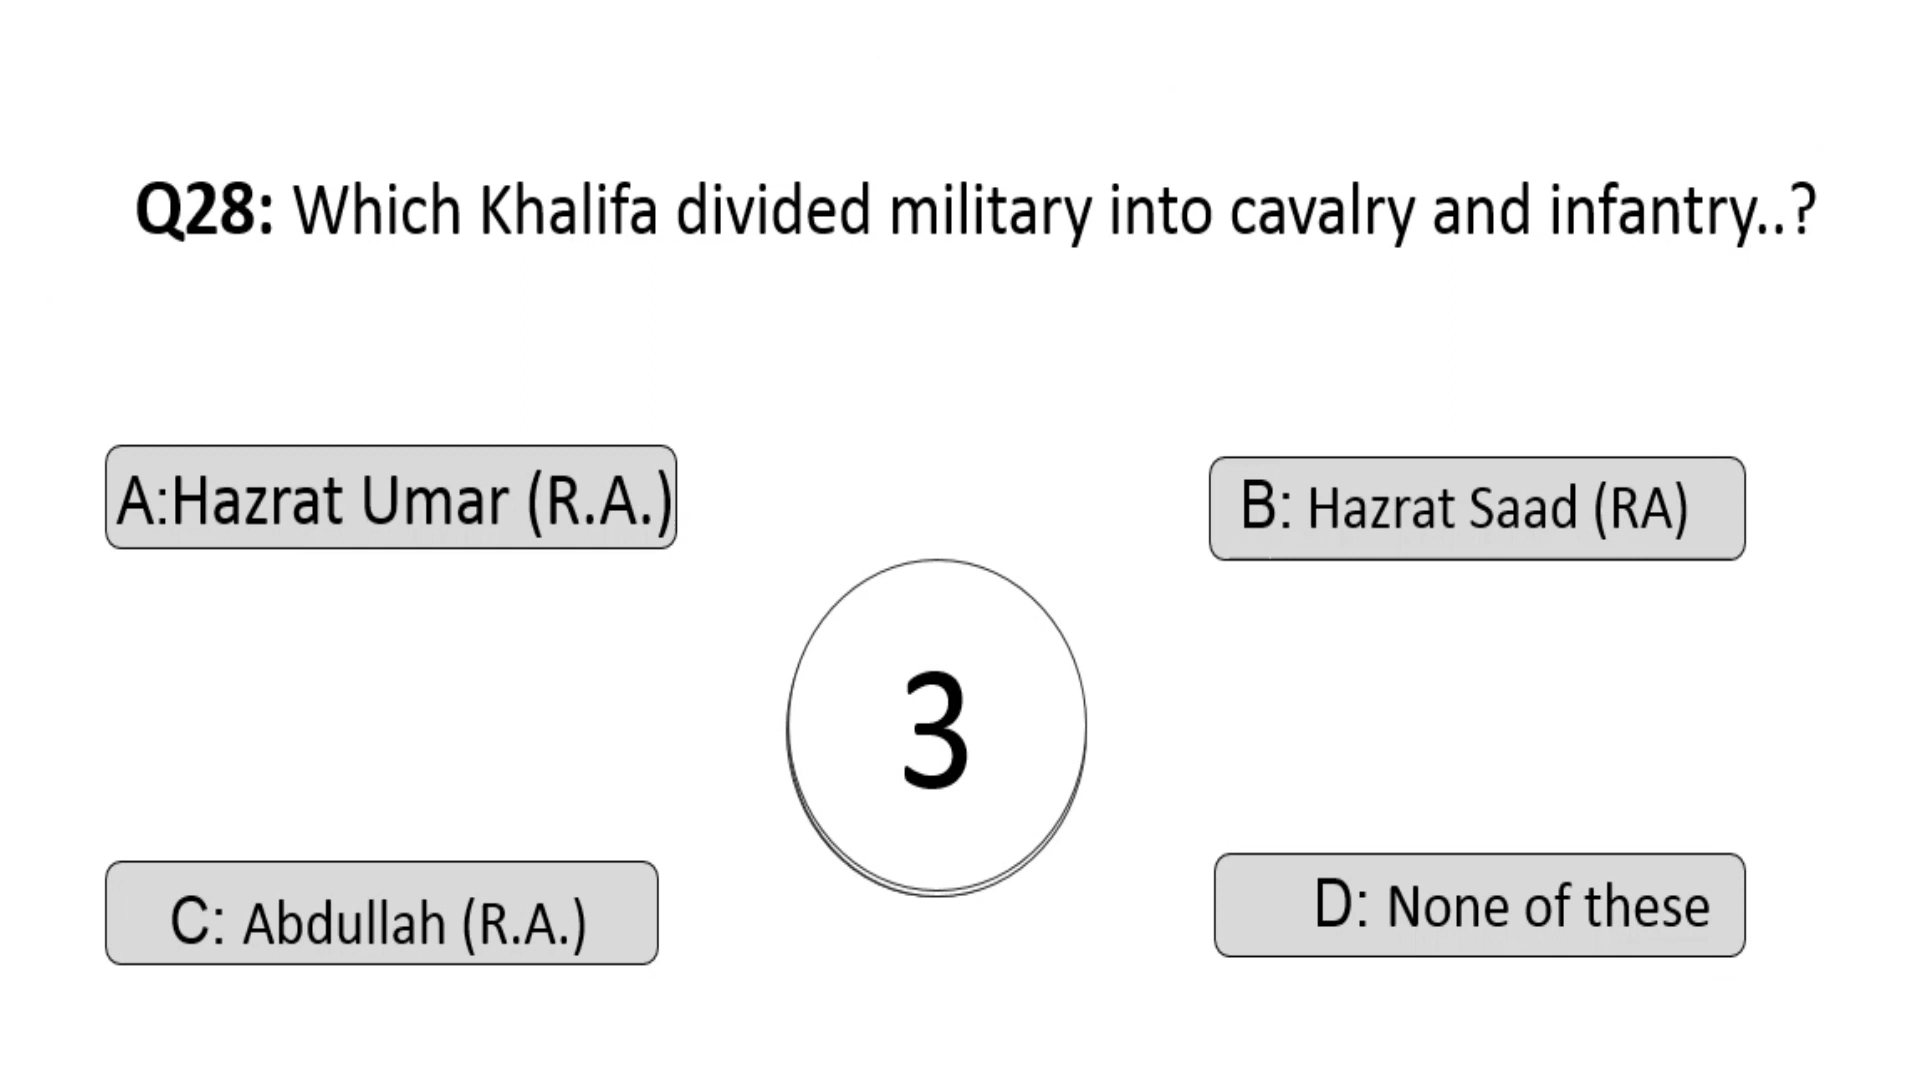 Q28: Which Khalifa divided military into cavalry and infantry..?
A:Hazrat Umar (R.A.)
B: Hazrat Saad (RA)
3
C: Abdullah (R.A.)
D: None of these